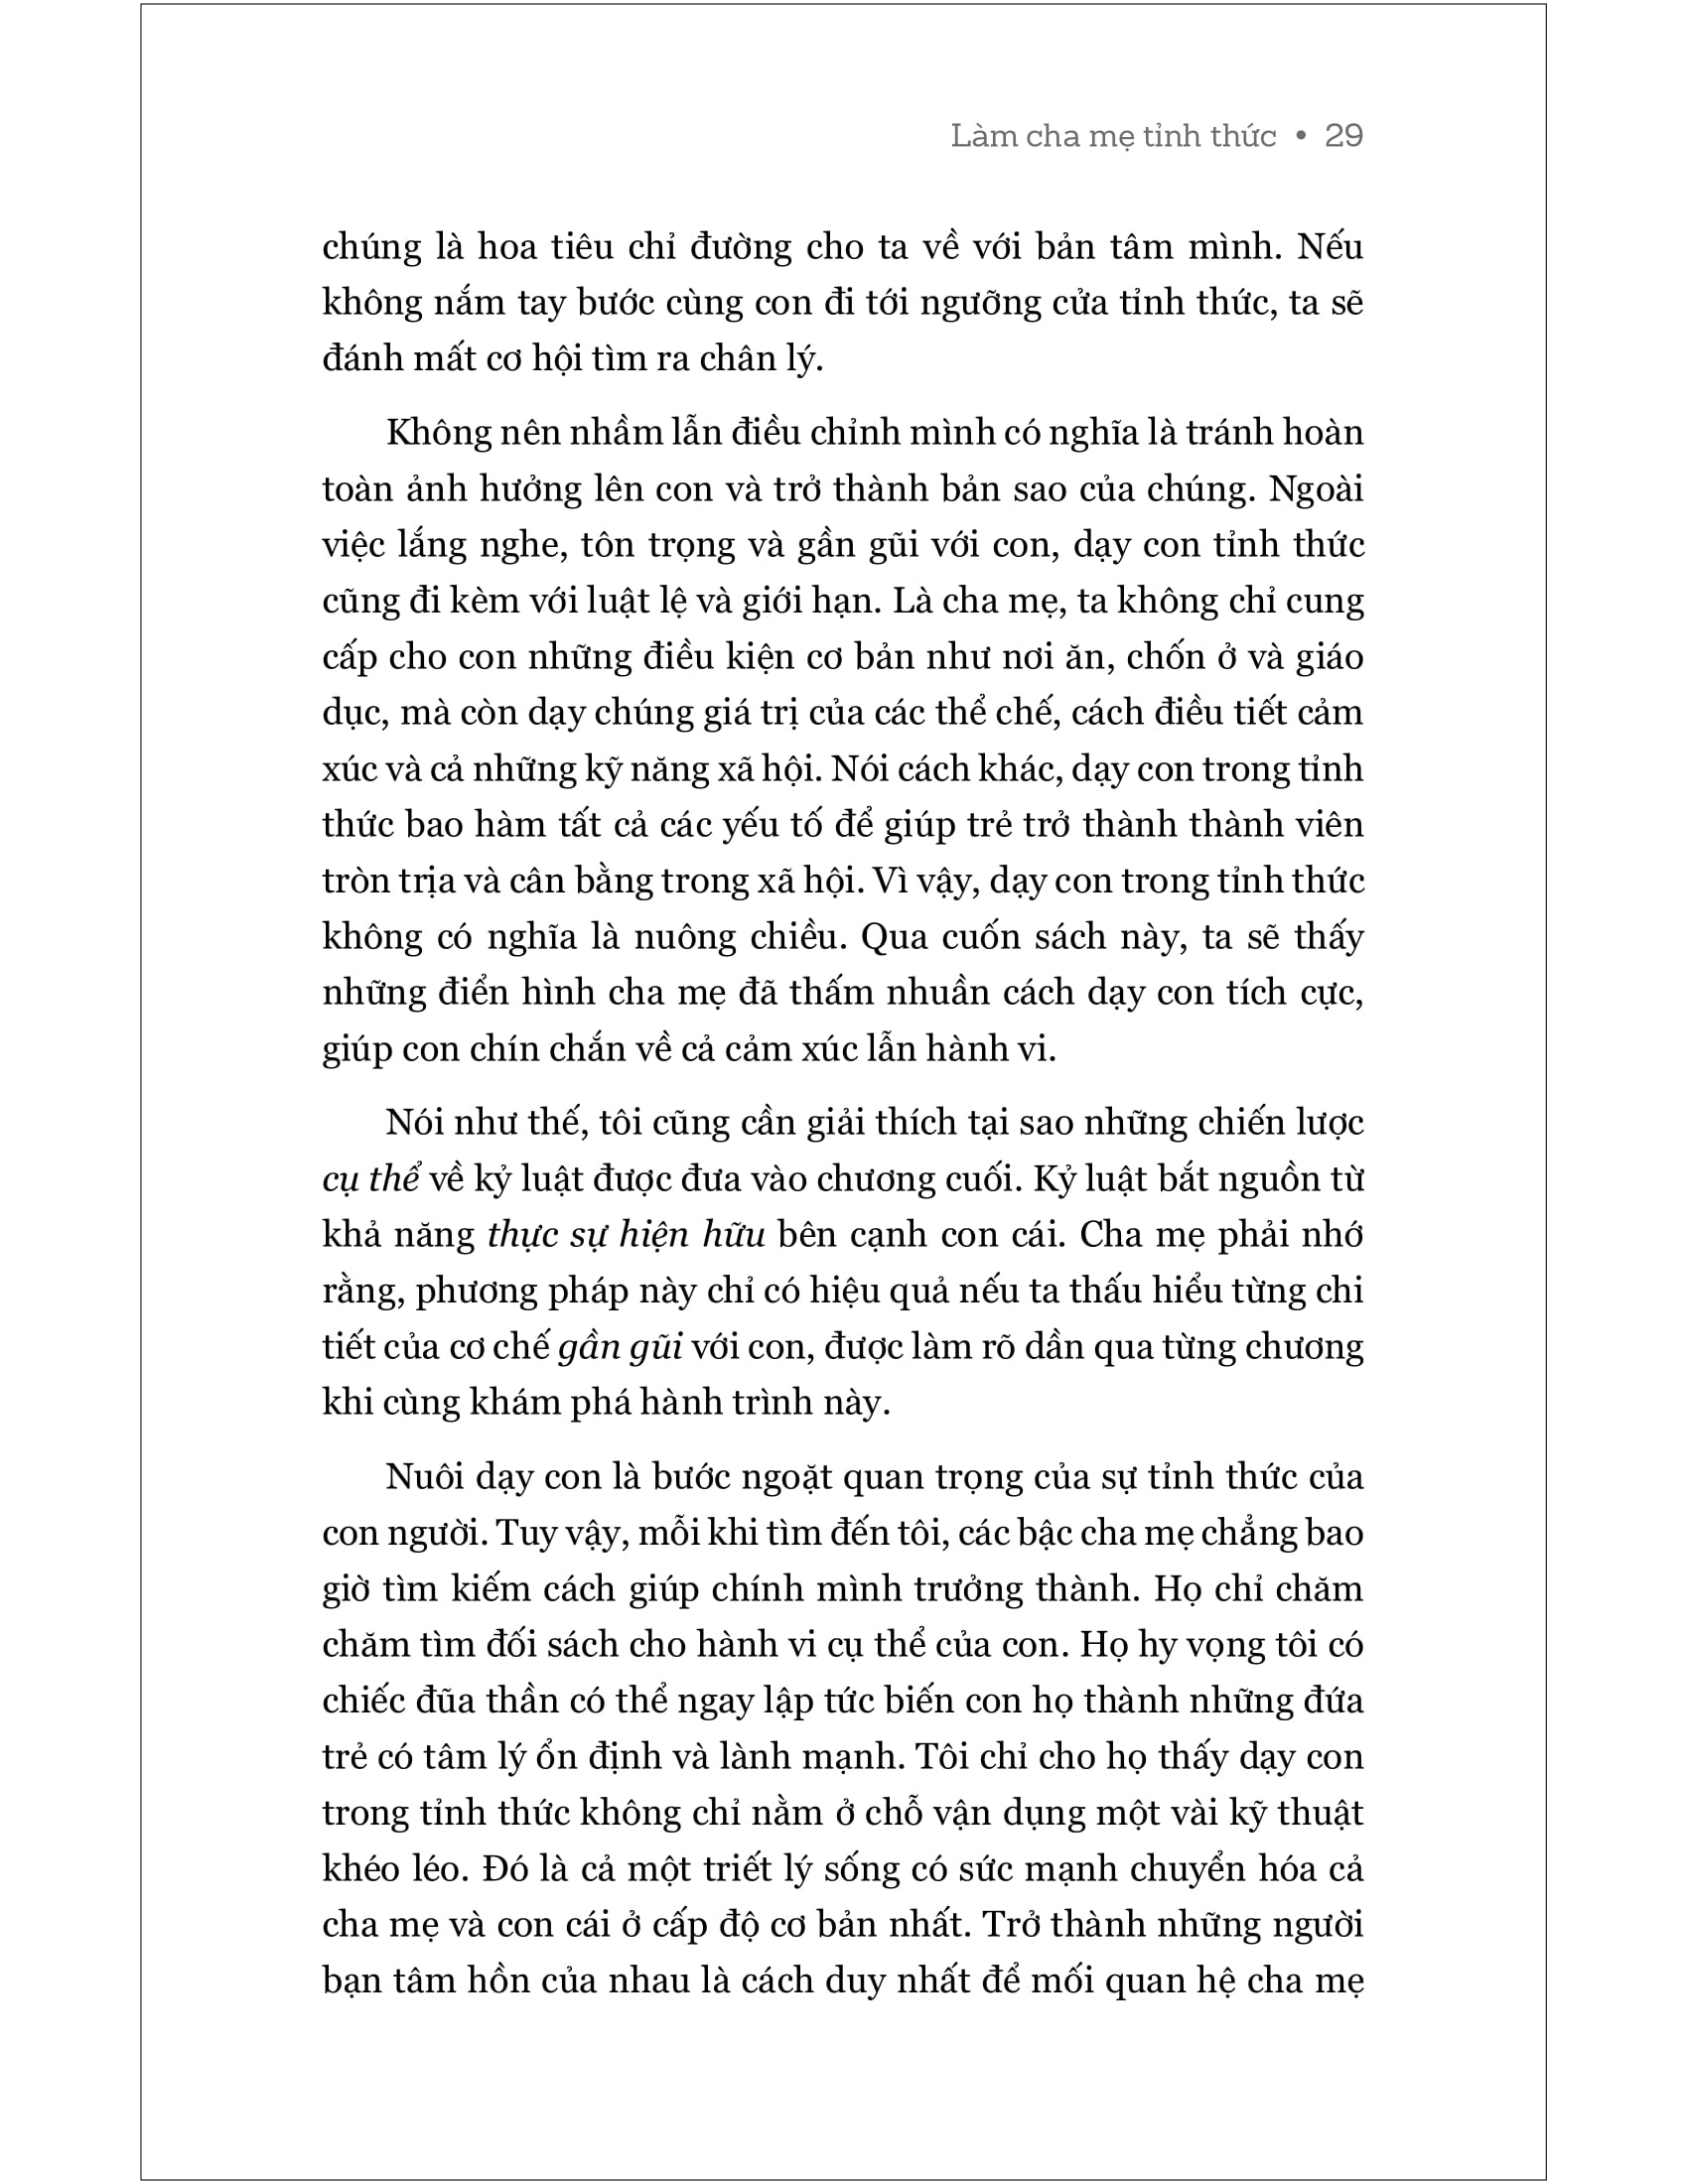 Làm cha mẹ tỉnh thức • 29
chúng là hoa tiêu chỉ đường cho ta về với bản tâm mình. Nếu
không nắm tay bước cùng con đi tới ngưỡng cửa tỉnh thức, ta sẽ
đánh mất cơ hội tìm ra chân lý.
Không nên nhầm lẫn điều chỉnh mình có nghĩa là tránh hoàn
toàn ảnh hưởng lên con và trở thành bản sao của chúng. Ngoài
việc lắng nghe, tôn trọng và gần gũi với con, dạy con tỉnh thức
cũng đi kèm với luật lệ và giới hạn. Là cha mẹ, ta không chỉ cung
cấp cho con những điều kiện cơ bản như nơi ăn, chốn ở và giáo
dục, mà còn dạy chúng giá trị của các thể chế, cách điều tiết cảm
xúc và cả những kỹ năng xã hội. Nói cách khác, dạy con trong tỉnh
thức bao hàm tất cả các yếu tố để giúp trẻ trở thành thành viên
tròn trịa và cân bằng trong xã hội. Vì vậy, dạy con trong tỉnh thức
không có nghĩa là nuông chiều. Qua cuốn sách này, ta sẽ thấy
những điển hình cha mẹ đã thấm nhuần cách dạy con tích cực,
giúp con chín chắn về cả cảm xúc lẫn hành vi.
Nói như thế, tôi cũng cần giải thích tại sao những chiến lược
cụ thể về kỷ luật được đưa vào chương cuối. Kỷ luật bắt nguồn từ
khả năng thực sự hiện hữu bên cạnh con cái. Cha mẹ phải nhớ
rằng, phương pháp này chỉ có hiệu quả nếu ta thấu hiểu từng chi
tiết của cơ chế gần gũi với con, được làm rõ dần qua từng chương
khi cùng khám phá hành trình này.
Nuôi dạy con là bước ngoặt quan trọng của sự tỉnh thức của
con người. Tuy vậy, mỗi khi tìm đến tôi, các bậc cha mẹ chẳng bao
giờ tìm kiếm cách giúp chính mình trưởng thành. Họ chỉ chăm
chăm tìm đối sách cho hành vi cụ thể của con. Họ hy vọng tôi có
chiếc đũa thần có thể ngay lập tức biến con họ thành những đứa
trẻ có tâm lý ổn định và lành mạnh. Tôi chỉ cho họ thấy dạy con
trong tỉnh thức không chỉ nằm ở chỗ vận dụng một vài kỹ thuật
khéo léo. Đó là cả một triết lý sống có sức mạnh chuyển hóa cả
cha mẹ và con cái ở cấp độ cơ bản nhất. Trở thành những người
bạn tâm hồn của nhau là cách duy nhất để mối quan hệ cha mẹ